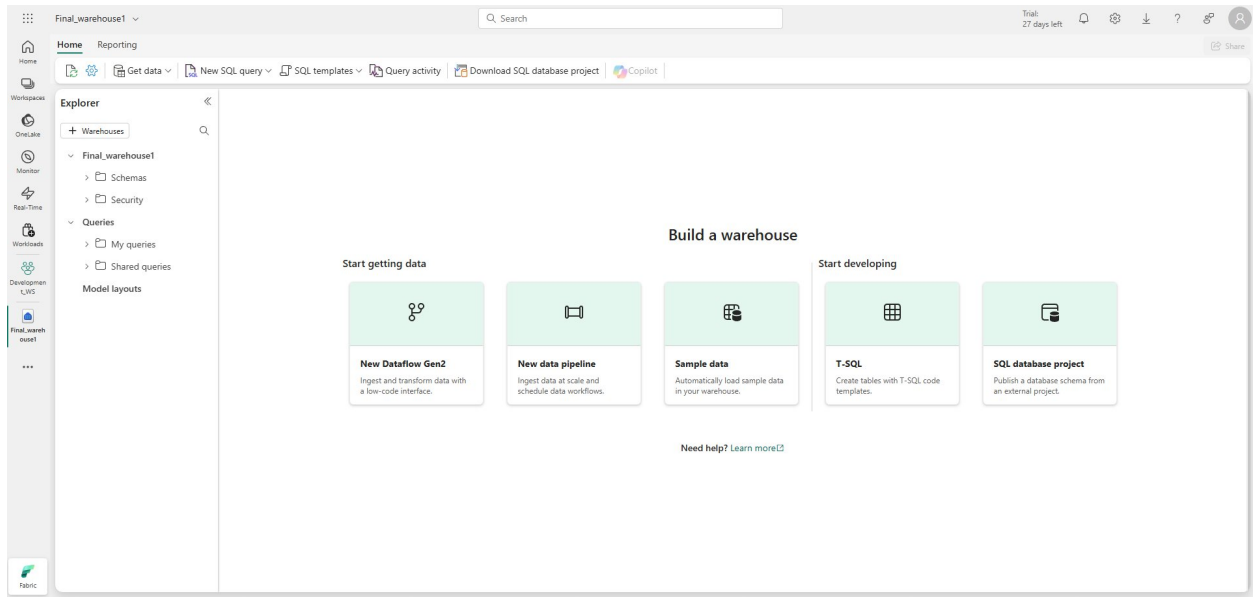 Final_warehouse1
Search
Trial:
27 days left
Home
Reporting
Share
Get data
New SQL query
SQL templates
Query activity
Download SQL database project
Copilot
Home
Workspaces
OneLake
Monitor
Real-Time
Workloads
Developmen
t_WS
Final_wareh
ouse1
Fabric
Explorer
+ Warehouses
Final_warehouse1
Schemas
Security
Queries
My queries
Shared queries
Model layouts
Build a warehouse
Start getting data
New Dataflow Gen2
Ingest and transform data with
a low-code interface.
New data pipeline
Ingest data at scale and
schedule data workflows.
Sample data
Automatically load sample data
in your warehouse.
Start developing
T-SQL
Create tables with T-SQL code
templates.
SQL database project
Publish a database schema from
an external project.
Need help? Learn more